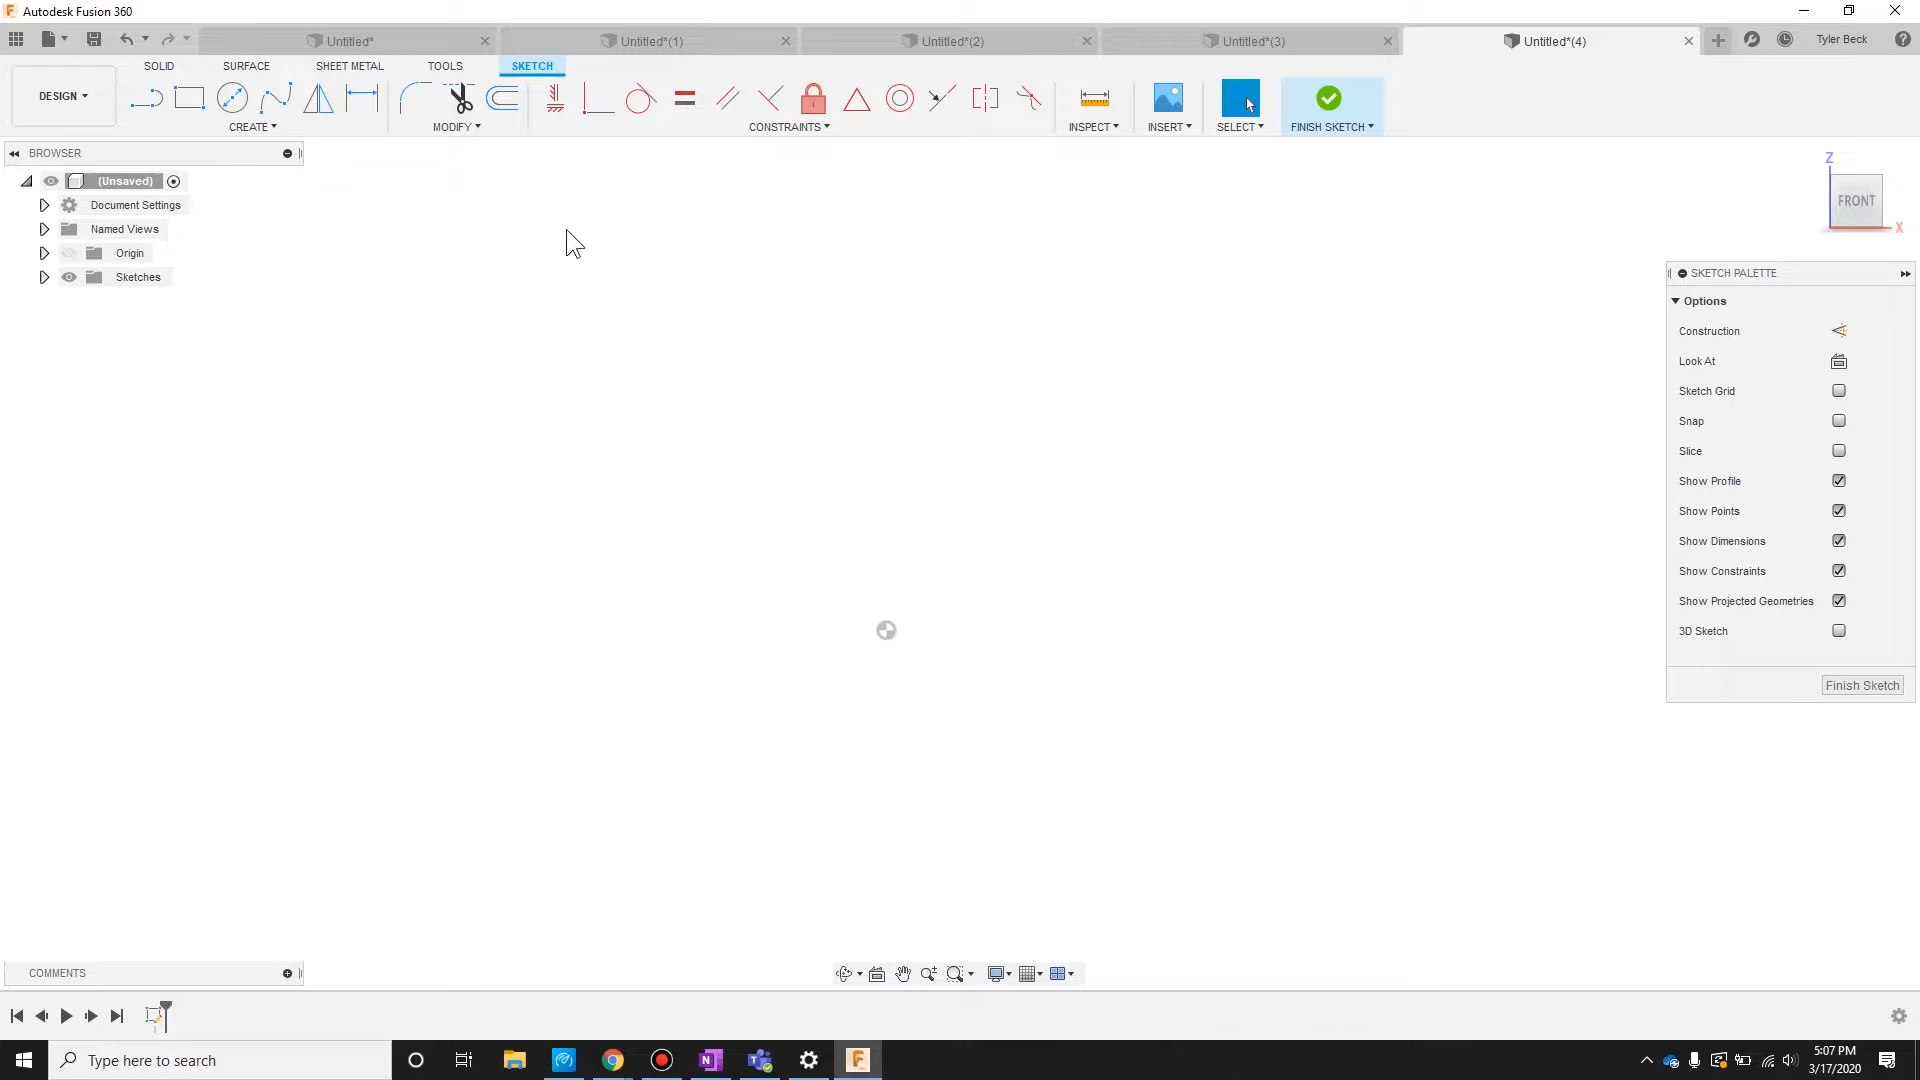 Autodesk Fusion 360
Untitled*
Untitled*(1)
Untitled*(2)
Untitled*(3)
Untitled*(4)
Tyler Beck
SOLID
SURFACE
SHEET METAL
TOOLS
SKETCH
DESIGN
CREATE
MODIFY
CONSTRAINTS
INSPECT
INSERT
SELECT
FINISH SKETCH
BROWSER
(Unsaved)
Document Settings
Named Views
Origin
Sketches
Z
FRONT
X
SKETCH PALETTE
Options
Construction
Look At
Sketch Grid
Snap
Slice
Show Profile
Show Points
Show Dimensions
Show Constraints
Show Projected Geometries
3D Sketch
Finish Sketch
COMMENTS
Type here to search
5:07 PM
3/17/2020